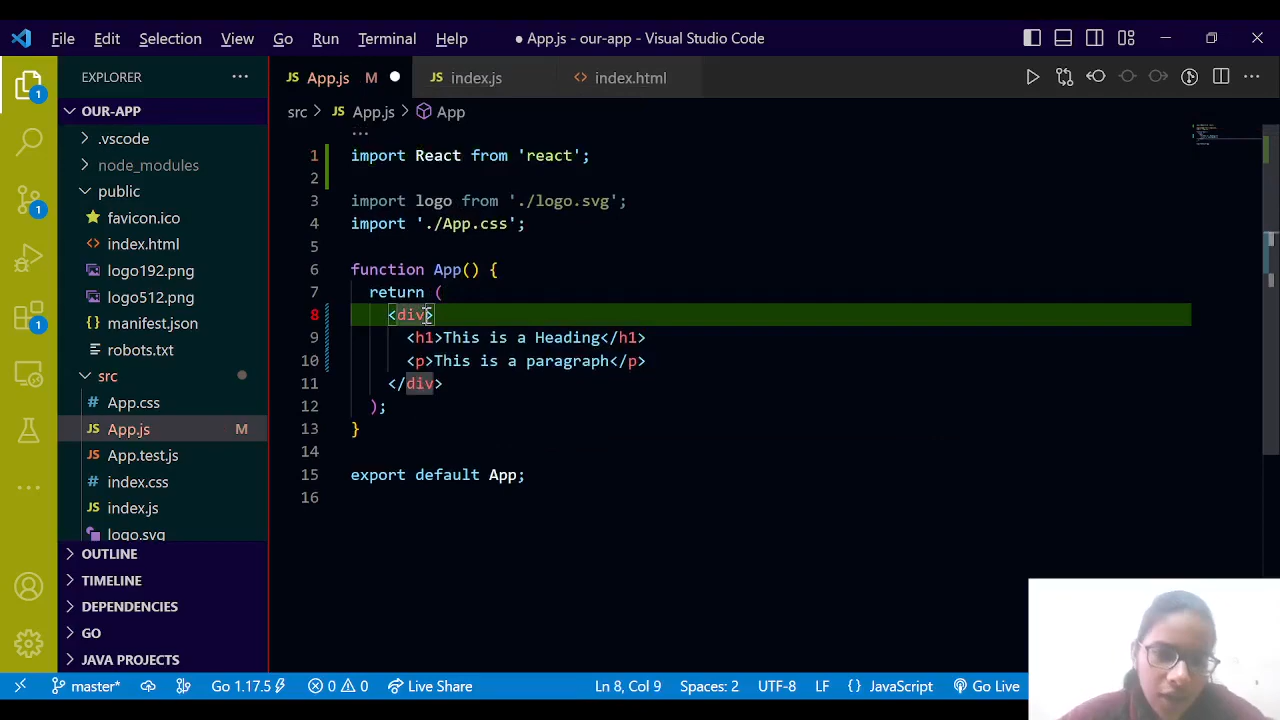 File Edit Selection View Go Run Terminal Help
● App.js - our-app - Visual Studio Code
EXPLORER
OUR-APP
.vscode
node_modules
public
favicon.ico
index.html
logo192.png
logo512.png
manifest.json
robots.txt
src
App.css
App.js M
App.test.js
index.css
index.js
logo.svg
OUTLINE
TIMELINE
DEPENDENCIES
GO
JAVA PROJECTS
1
1
1
JS App.js M ● JS index.js <> index.html
src > JS App.js > App
...
1 import React from 'react';
2
3 import logo from './logo.svg';
4 import './App.css';
5
6 function App() {
7 return (
8 <div>
9 <h1>This is a Heading</h1>
10 <p>This is a paragraph</p>
11 </div>
12 );
13 }
14
15 export default App;
16
master* Go 1.17.5 0 0 Live Share Ln 8, Col 9 Spaces: 2 UTF-8 LF {} JavaScript Go Live